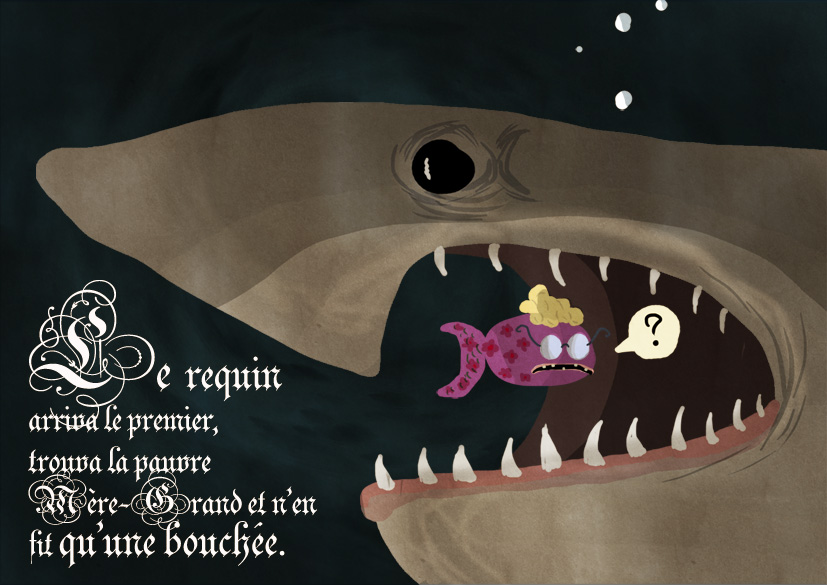 Le requin
arriva le premier,
trouva la pauvre
Mère-Grand et n'en
fit qu'une bouchée.
?